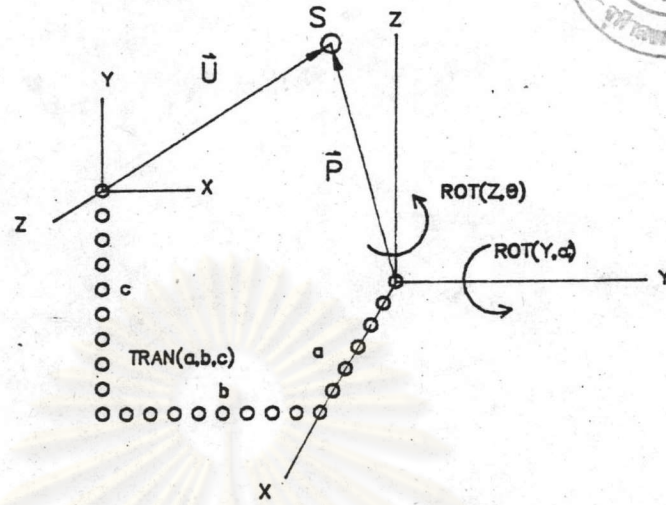 S
Z
U
Y
P
X
ROT(Z,θ)
Z
ROT(Y,α)
Y
c
a
TRAN(a,b,c)
b
X